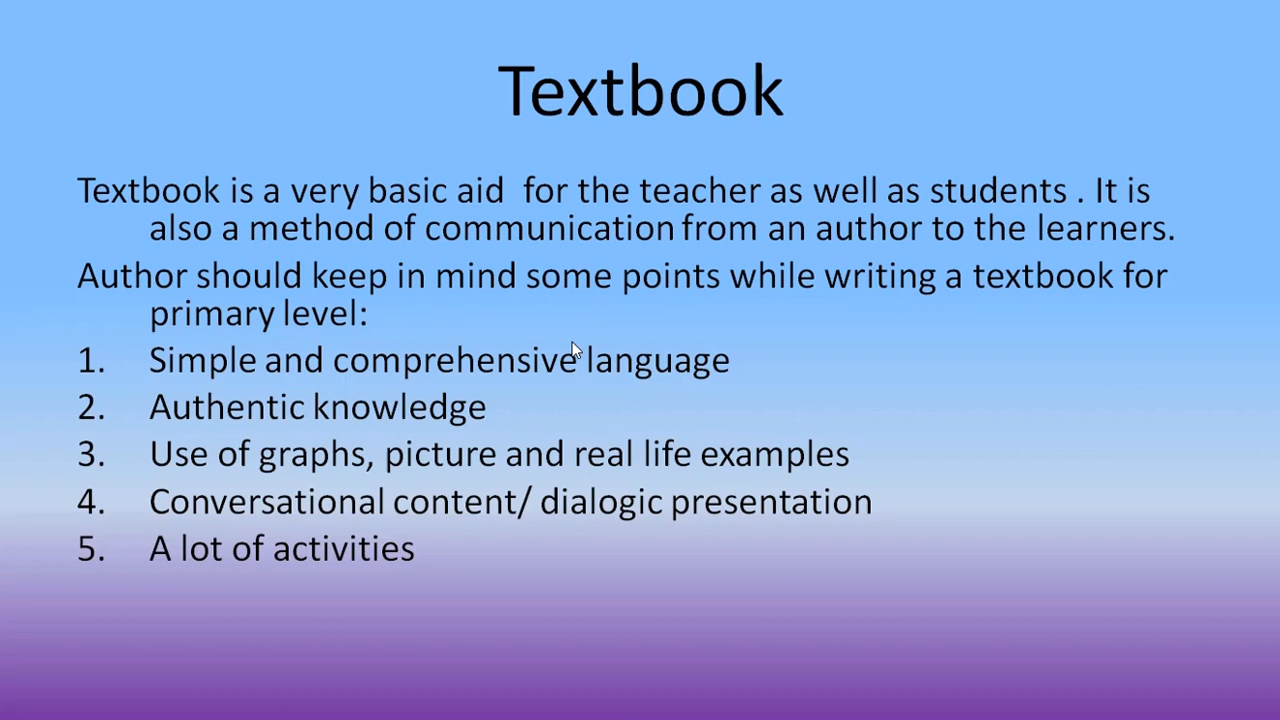 Textbook
Textbook is a very basic aid  for the teacher as well as students . It is
also a method of communication from an author to the learners.
Author should keep in mind some points while writing a textbook for
primary level:
1. Simple and comprehensive language
2. Authentic knowledge
3. Use of graphs, picture and real life examples
4. Conversational content/ dialogic presentation
5. A lot of activities